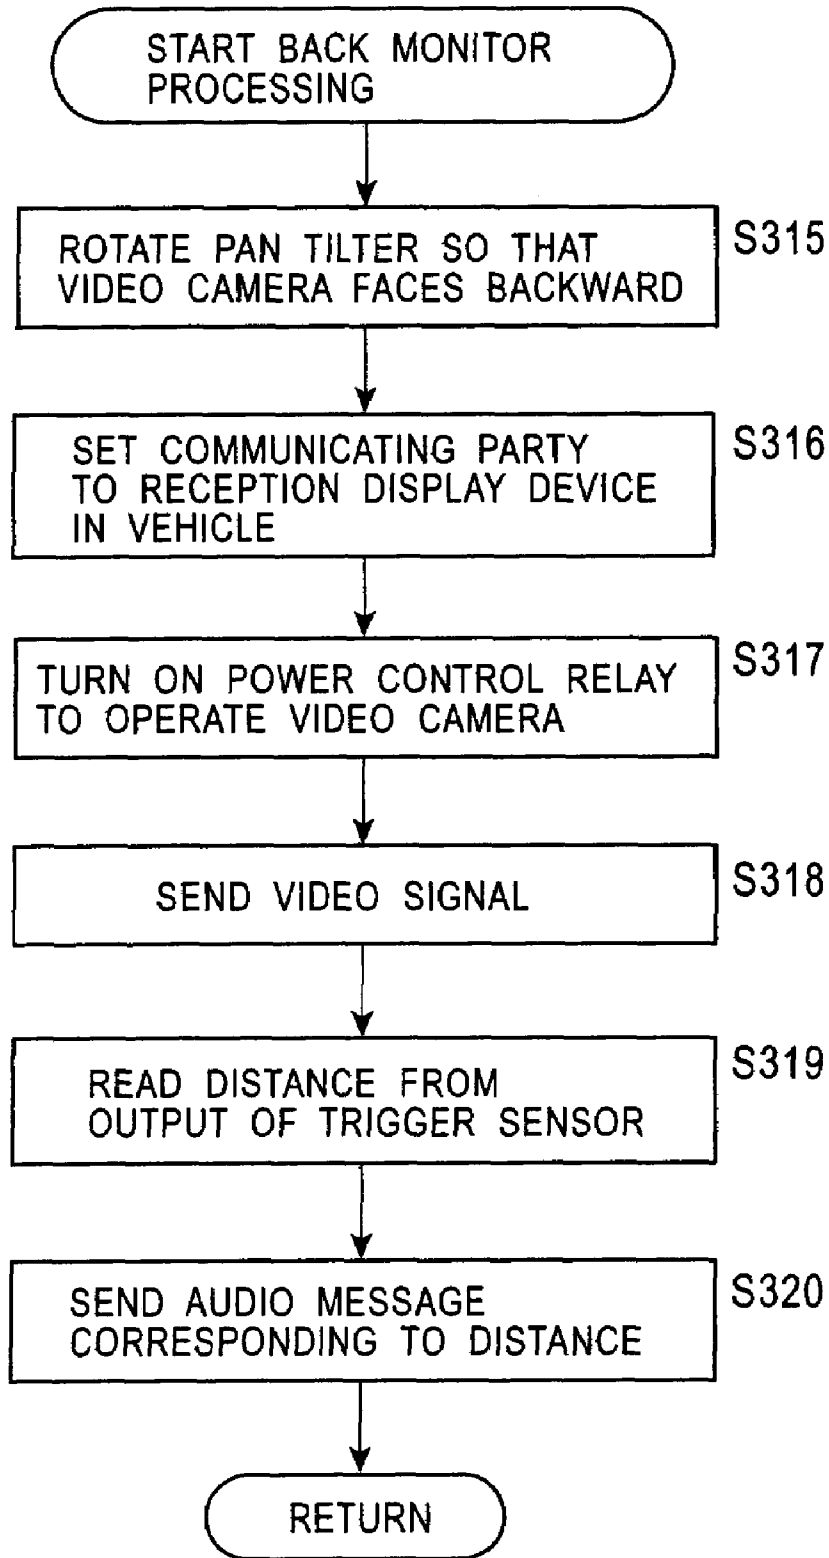 START BACK MONITOR
PROCESSING
S315
ROTATE PAN TILTER SO THAT
VIDEO CAMERA FACES BACKWARD
S316
SET COMMUNICATING PARTY
TO RECEPTION DISPLAY DEVICE
IN VEHICLE
S317
TURN ON POWER CONTROL RELAY
TO OPERATE VIDEO CAMERA
S318
SEND VIDEO SIGNAL
S319
READ DISTANCE FROM
OUTPUT OF TRIGGER SENSOR
S320
SEND AUDIO MESSAGE
CORRESPONDING TO DISTANCE
RETURN